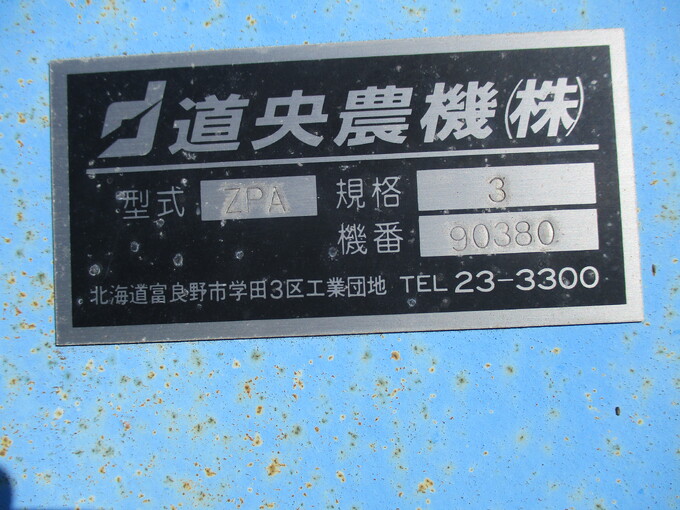 道央農機(株)
型式 ZPA 規格 3
機番 90380
北海道富良野市学田3区工業団地 TEL 23-3300